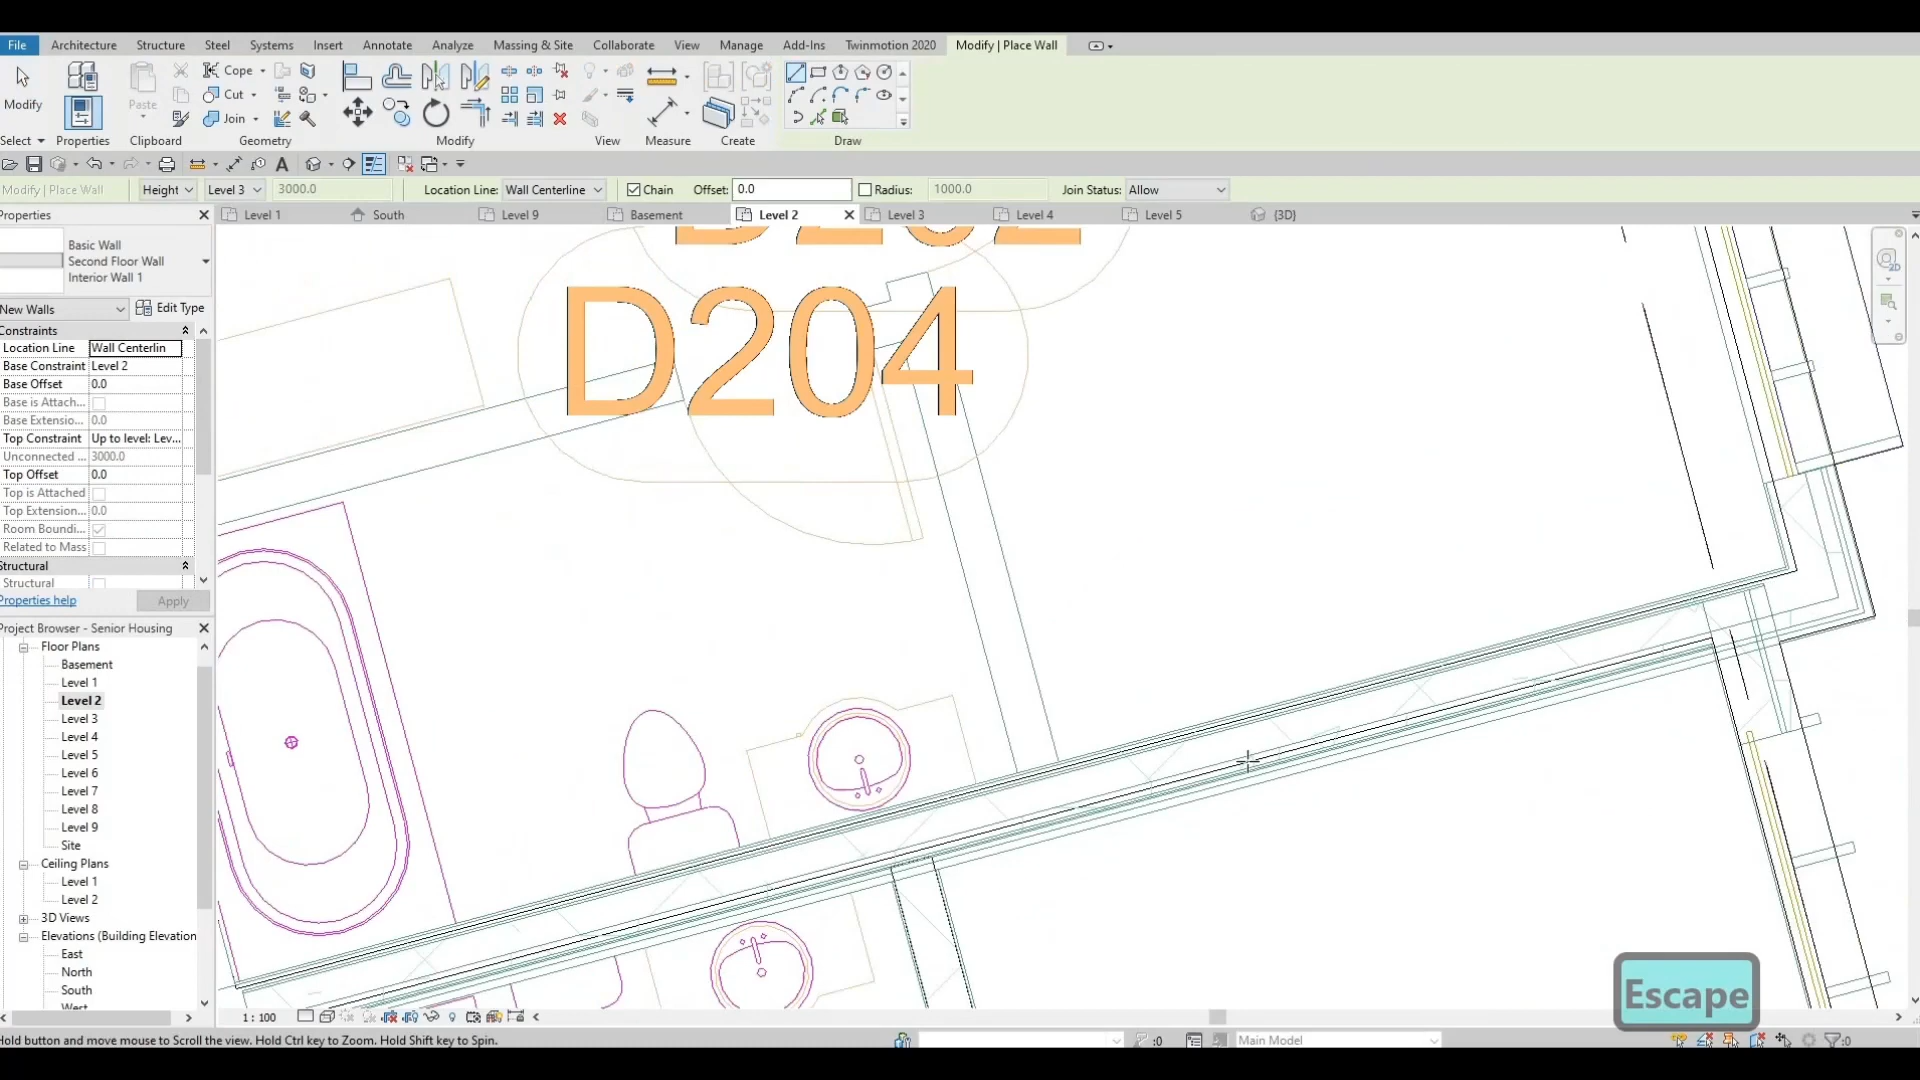 File Architecture Structure Steel Systems Insert Annotate Analyze Massing & Site Collaborate View Manage Add-Ins Twinmotion 2020 Modify | Place Wall
Cope
Cut
Join
Modify
Paste
Select Properties Clipboard Geometry Modify View Measure Create Draw
A
Modify | Place Wall Height Level 3 3000.0 Location Line: Wall Centerline Chain Offset: 0.0 Radius: 1000.0 Join Status: Allow
Properties
Level 1 South Level 9 Basement Level 2 Level 3 Level 4 Level 5 {3D}
Basic Wall
Second Floor Wall
Interior Wall 1
New Walls Edit Type
Constraints
Location Line Wall Centerlin
Base Constraint Level 2
Base Offset 0.0
Base is Attach...
Base Extensio... 0.0
Top Constraint Up to level: Lev...
Unconnected ... 3000.0
Top Offset 0.0
Top is Attached
Top Extension... 0.0
Room Boundi...
Related to Mass
Structural
Structural
Properties help Apply
Project Browser - Senior Housing
Floor Plans
Basement
Level 1
Level 2
Level 3
Level 4
Level 5
Level 6
Level 7
Level 8
Level 9
Site
Ceiling Plans
Level 1
Level 2
3D Views
Elevations (Building Elevation
East
North
South
West
D202
D204
2D
Escape
1 : 100
Hold button and move mouse to Scroll the view. Hold Ctrl key to Zoom. Hold Shift key to Spin.
:0 Main Model :0